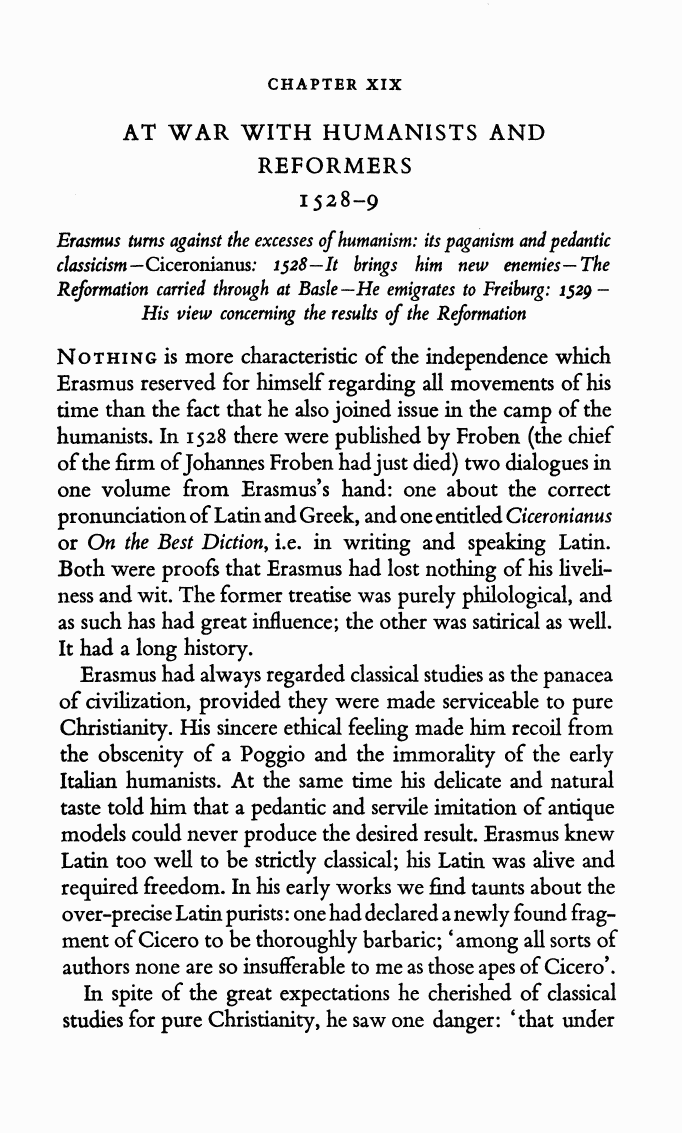 CHAPTER XIX
AT WAR WITH HUMANISTS AND
REFORMERS
1528–9
Erasmus turns against the excesses of humanism: its paganism and pedantic
classicism—Ciceronianus: 1528—It brings him new enemies—The
Reformation carried through at Basle—He emigrates to Freiburg: 1529—
His view concerning the results of the Reformation
NOTHING is more characteristic of the independence which
Erasmus reserved for himself regarding all movements of his
time than the fact that he also joined issue in the camp of the
humanists. In 1528 there were published by Froben (the chief
of the firm of Johannes Froben had just died) two dialogues in
one volume from Erasmus's hand: one about the correct
pronunciation of Latin and Greek, and one entitled Ciceronianus
or On the Best Diction, i.e. in writing and speaking Latin.
Both were proofs that Erasmus had lost nothing of his liveli-
ness and wit. The former treatise was purely philological, and
as such has had great influence; the other was satirical as well.
It had a long history.
Erasmus had always regarded classical studies as the panacea
of civilization, provided they were made serviceable to pure
Christianity. His sincere ethical feeling made him recoil from
the obscenity of a Poggio and the immorality of the early
Italian humanists. At the same time his delicate and natural
taste told him that a pedantic and servile imitation of antique
models could never produce the desired result. Erasmus knew
Latin too well to be strictly classical; his Latin was alive and
required freedom. In his early works we find taunts about the
over-precise Latin purists: one had declared a newly found frag-
ment of Cicero to be thoroughly barbaric; 'among all sorts of
authors none are so insufferable to me as those apes of Cicero'.
In spite of the great expectations he cherished of classical
studies for pure Christianity, he saw one danger: 'that under